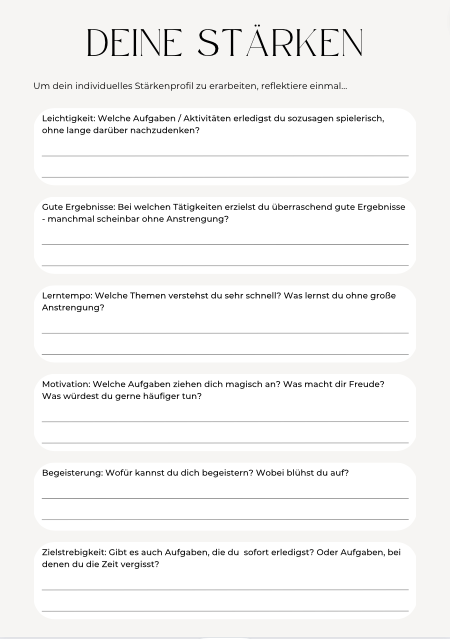 DEINE STÄRKEN
Um dein individuelles Stärkenprofil zu erarbeiten, reflektiere einmal...
Leichtigkeit: Welche Aufgaben / Aktivitäten erledigst du sozusagen spielerisch,
ohne lange darüber nachzudenken?
Gute Ergebnisse: Bei welchen Tätigkeiten erzielst du überraschend gute Ergebnisse
- manchmal scheinbar ohne Anstrengung?
Lerntempo: Welche Themen verstehst du sehr schnell? Was lernst du ohne große
Anstrengung?
Motivation: Welche Aufgaben ziehen dich magisch an? Was macht dir Freude?
Was würdest du gerne häufiger tun?
Begeisterung: Wofür kannst du dich begeistern? Wobei blühst du auf?
Zielstrebigkeit: Gibt es auch Aufgaben, die du  sofort erledigst? Oder Aufgaben, bei
denen du die Zeit vergisst?